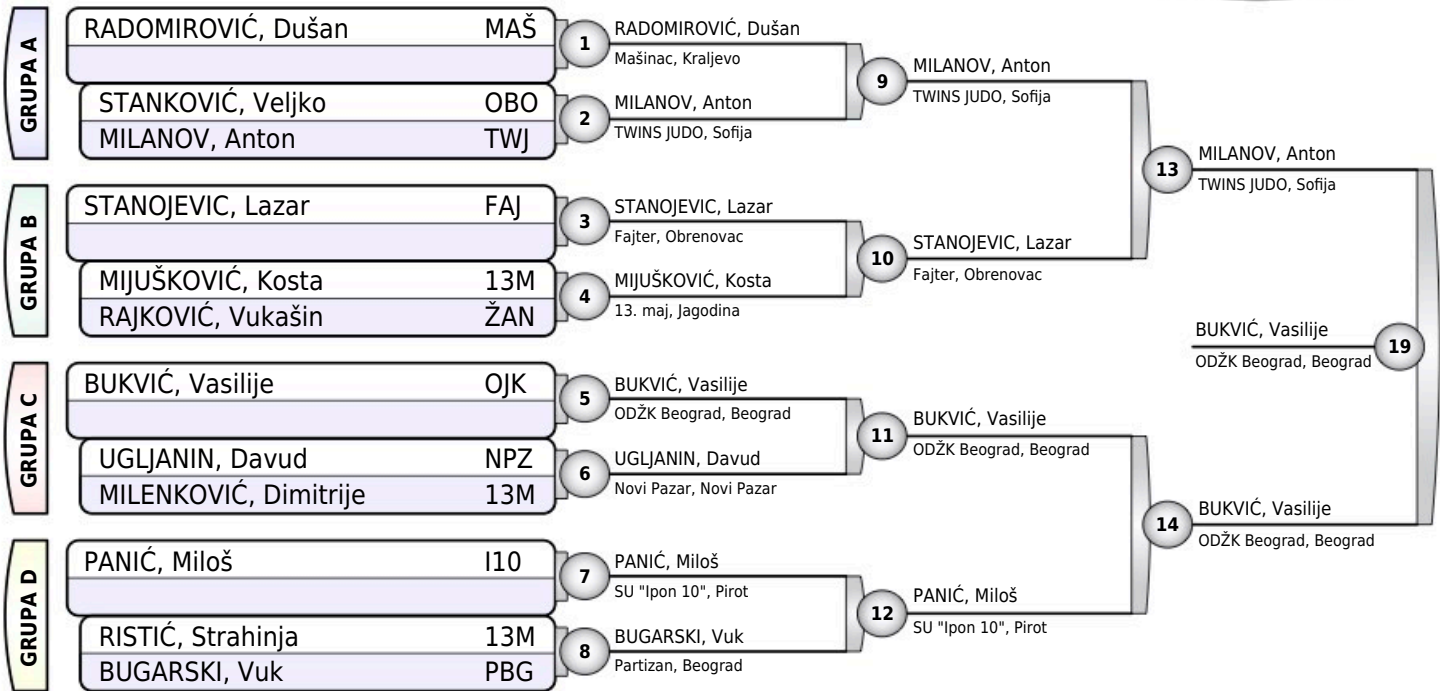 GRUPA A
RADOMIROVIĆ, Dušan MAŠ
STANKOVIĆ, Veljko OBO
MILANOV, Anton TWJ
GRUPA B
STANOJEVIC, Lazar FAJ
MIJUŠKOVIĆ, Kosta 13M
RAJKOVIĆ, Vukašin ŽAN
GRUPA C
BUKVIĆ, Vasilije OJK
UGLJANIN, Davud NPZ
MILENKOVIĆ, Dimitrije 13M
GRUPA D
PANIĆ, Miloš I10
RISTIĆ, Strahinja 13M
BUGARSKI, Vuk PBG
1 RADOMIROVIĆ, Dušan
Mašinac, Kraljevo
2 MILANOV, Anton
TWINS JUDO, Sofija
3 STANOJEVIC, Lazar
Fajter, Obrenovac
4 MIJUŠKOVIĆ, Kosta
13. maj, Jagodina
5 BUKVIĆ, Vasilije
ODŽK Beograd, Beograd
6 UGLJANIN, Davud
Novi Pazar, Novi Pazar
7 PANIĆ, Miloš
SU "Ipon 10", Pirot
8 BUGARSKI, Vuk
Partizan, Beograd
9 MILANOV, Anton
TWINS JUDO, Sofija
10 STANOJEVIC, Lazar
Fajter, Obrenovac
11 BUKVIĆ, Vasilije
ODŽK Beograd, Beograd
12 PANIĆ, Miloš
SU "Ipon 10", Pirot
13 MILANOV, Anton
TWINS JUDO, Sofija
14 BUKVIĆ, Vasilije
ODŽK Beograd, Beograd
BUKVIĆ, Vasilije 19
ODŽK Beograd, Beograd